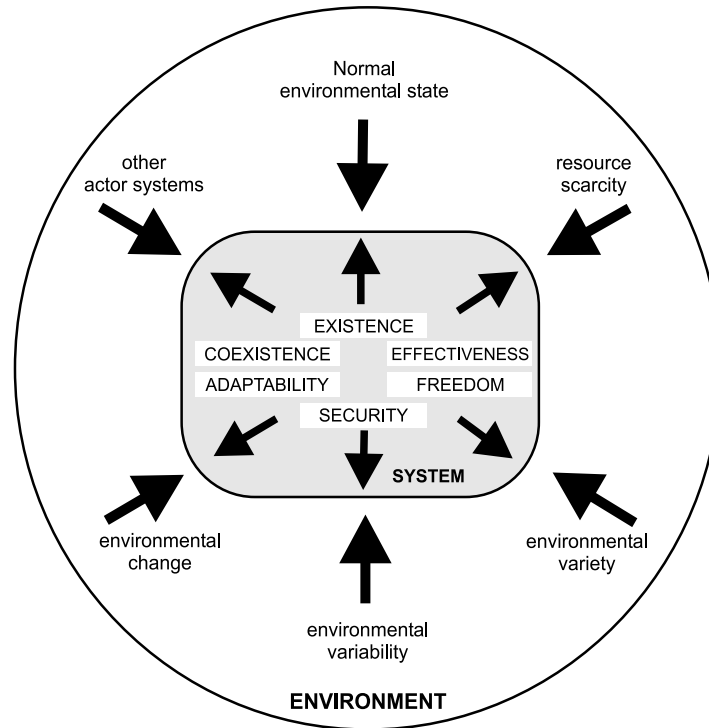 Normal
environmental state
other
actor systems
resource
scarcity
EXISTENCE
COEXISTENCE
EFFECTIVENESS
ADAPTABILITY
FREEDOM
SECURITY
SYSTEM
environmental
change
environmental
variety
environmental
variability
ENVIRONMENT